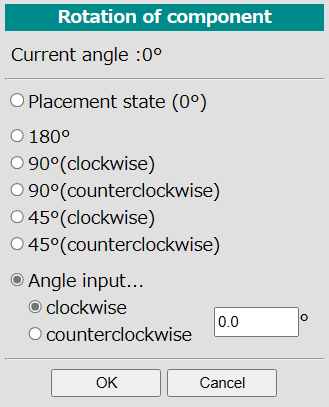 Rotation of component
Current angle :0°
Placement state (0°)
180°
90°(clockwise)
90°(counterclockwise)
45°(clockwise)
45°(counterclockwise)
Angle input...
clockwise
counterclockwise
0.0 °
OK Cancel